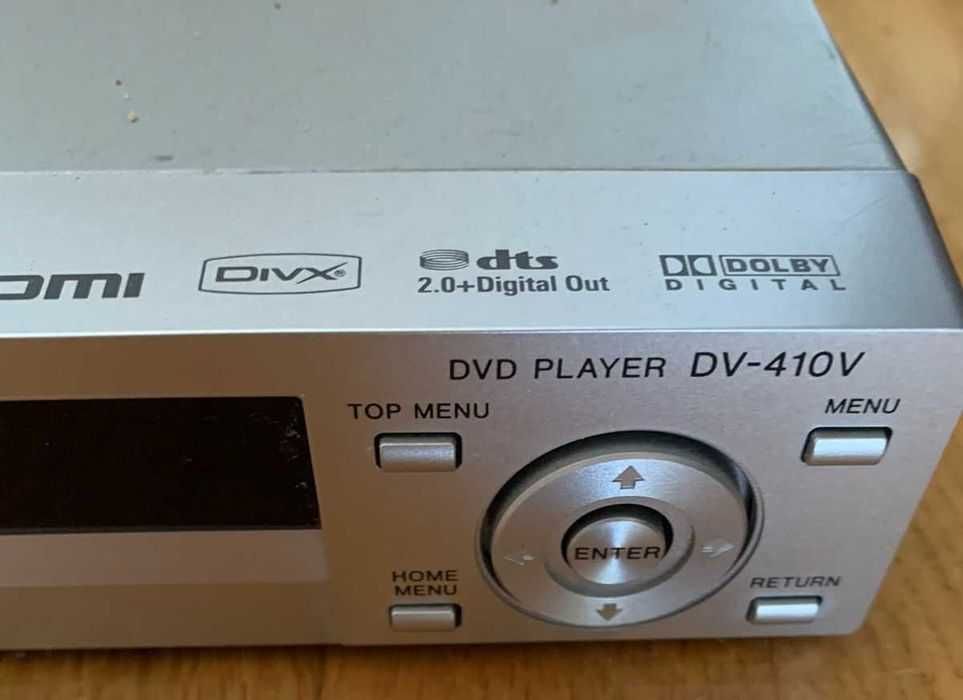 DIVX®
dts
2.0+Digital Out
DOLBY
DIGITAL
DVD PLAYER DV-410V
TOP MENU
MENU
ENTER
HOME
MENU
RETURN